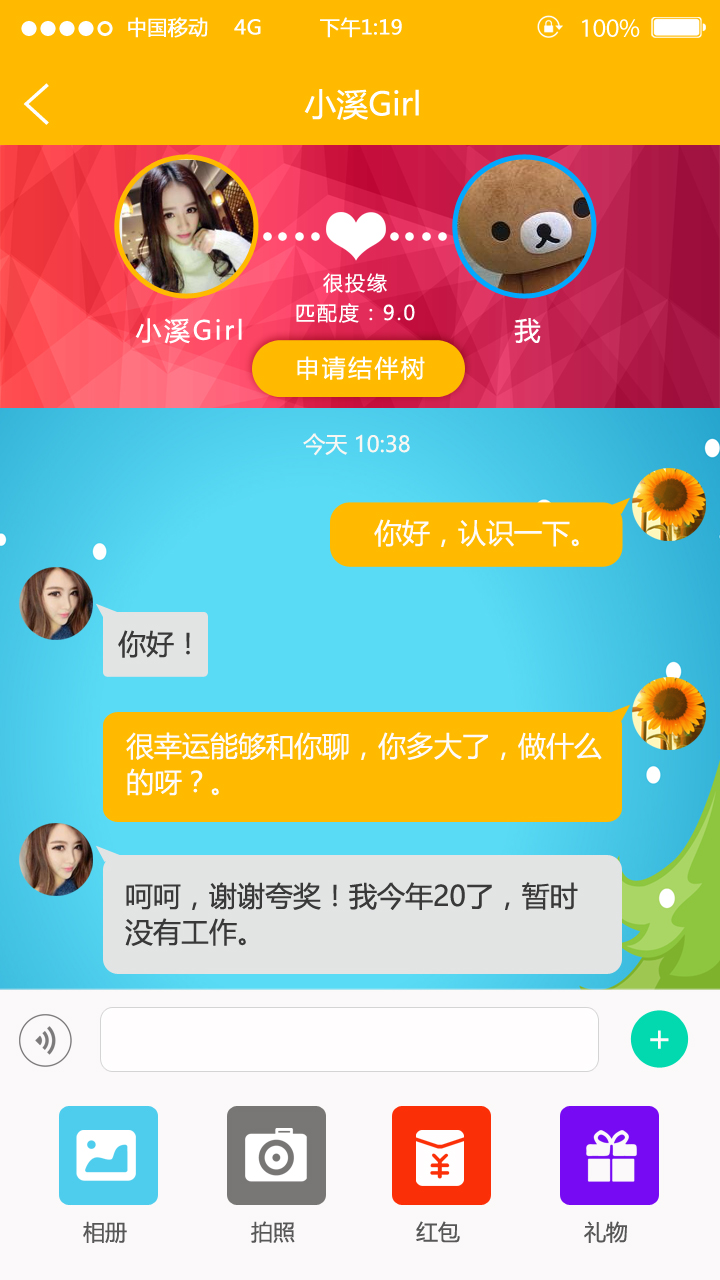 中国移动 4G 下午1:19 100%
小溪Girl
很投缘
匹配度：9.0
小溪Girl
我
申请结伴树
今天 10:38
你好，认识一下。
你好！
很幸运能够和你聊，你多大了，做什么
的呀？。
呵呵，谢谢夸奖！我今年20了，暂时
没有工作。
相册 拍照 红包 礼物